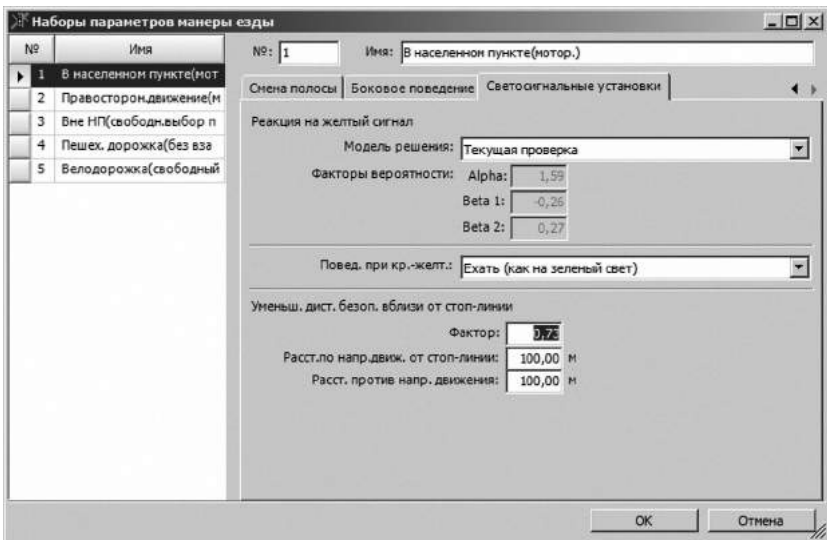 Наборы параметров манеры езды
№ Имя
1 В населенном пункте(мот
2 Правосторон.движение(м
3 Вне НП(свободн.выбор п
4 Пешех. дорожка(без вза
5 Велодорожка(свободный
№: 1 Имя: В населенном пункте(мотор.)
Смена полосы Боковое поведение Светосигнальные установки
Реакция на желтый сигнал
Модель решения: Текущая проверка
Факторы вероятности: Alpha: 1,59
Beta 1: -0,26
Beta 2: 0,27
Повед. при кр.-желт.: Ехать (как на зеленый свет)
Уменьш. дист. безоп. вблизи от стоп-линии
Фактор: 0,73
Расст.по напр.движ. от стоп-линии: 100,00 м
Расст. против напр. движения: 100,00 м
OK Отмена